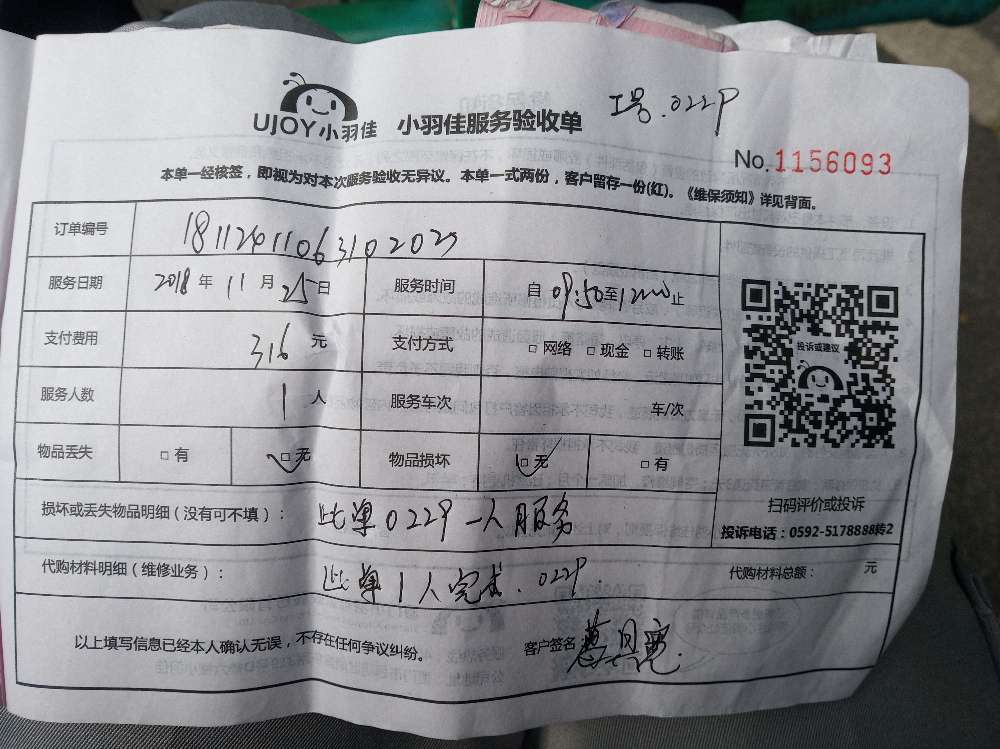 工号.0229
UJOY小羽佳 小羽佳服务验收单
No.1156093
本单一经核签，即视为对本次服务验收无异议。本单一式两份，客户留存一份(红)。《维保须知》详见背面。
订单编号
服务日期 2018 年 11 月 25 日 服务时间 自 09:50 至 1200 止
支付费用 316 元 支付方式 □ 网络 □ 现金 □ 转账
投诉或建议
服务人数 1 人 服务车次 车/次
物品丢失 □ 有 □ 无 物品损坏 □ 无 □ 有
扫码评价或投诉
损坏或丢失物品明细（没有可不填）： 此单0229一人服务
投诉电话：0592-5178888转2
代购材料明细（维修业务）： 此单1人完成.0229
代购材料总额： 元
以上填写信息已经本人确认无误，不存在任何争议纠纷。 客户签名